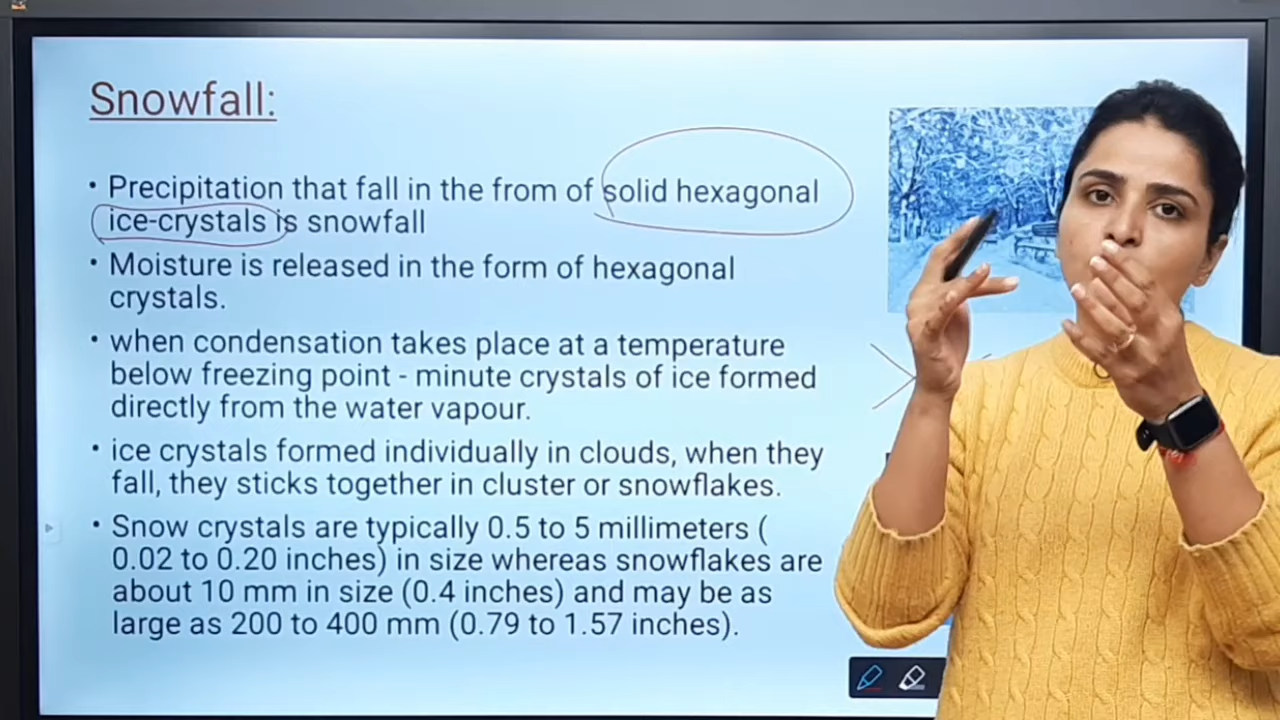 Snowfall:
• Precipitation that fall in the from of solid hexagonal
ice-crystals is snowfall
• Moisture is released in the form of hexagonal
crystals.
• when condensation takes place at a temperature
below freezing point - minute crystals of ice formed
directly from the water vapour.
• ice crystals formed individually in clouds, when they
fall, they sticks together in cluster or snowflakes.
• Snow crystals are typically 0.5 to 5 millimeters (
0.02 to 0.20 inches) in size whereas snowflakes are
about 10 mm in size (0.4 inches) and may be as
large as 200 to 400 mm (0.79 to 1.57 inches).